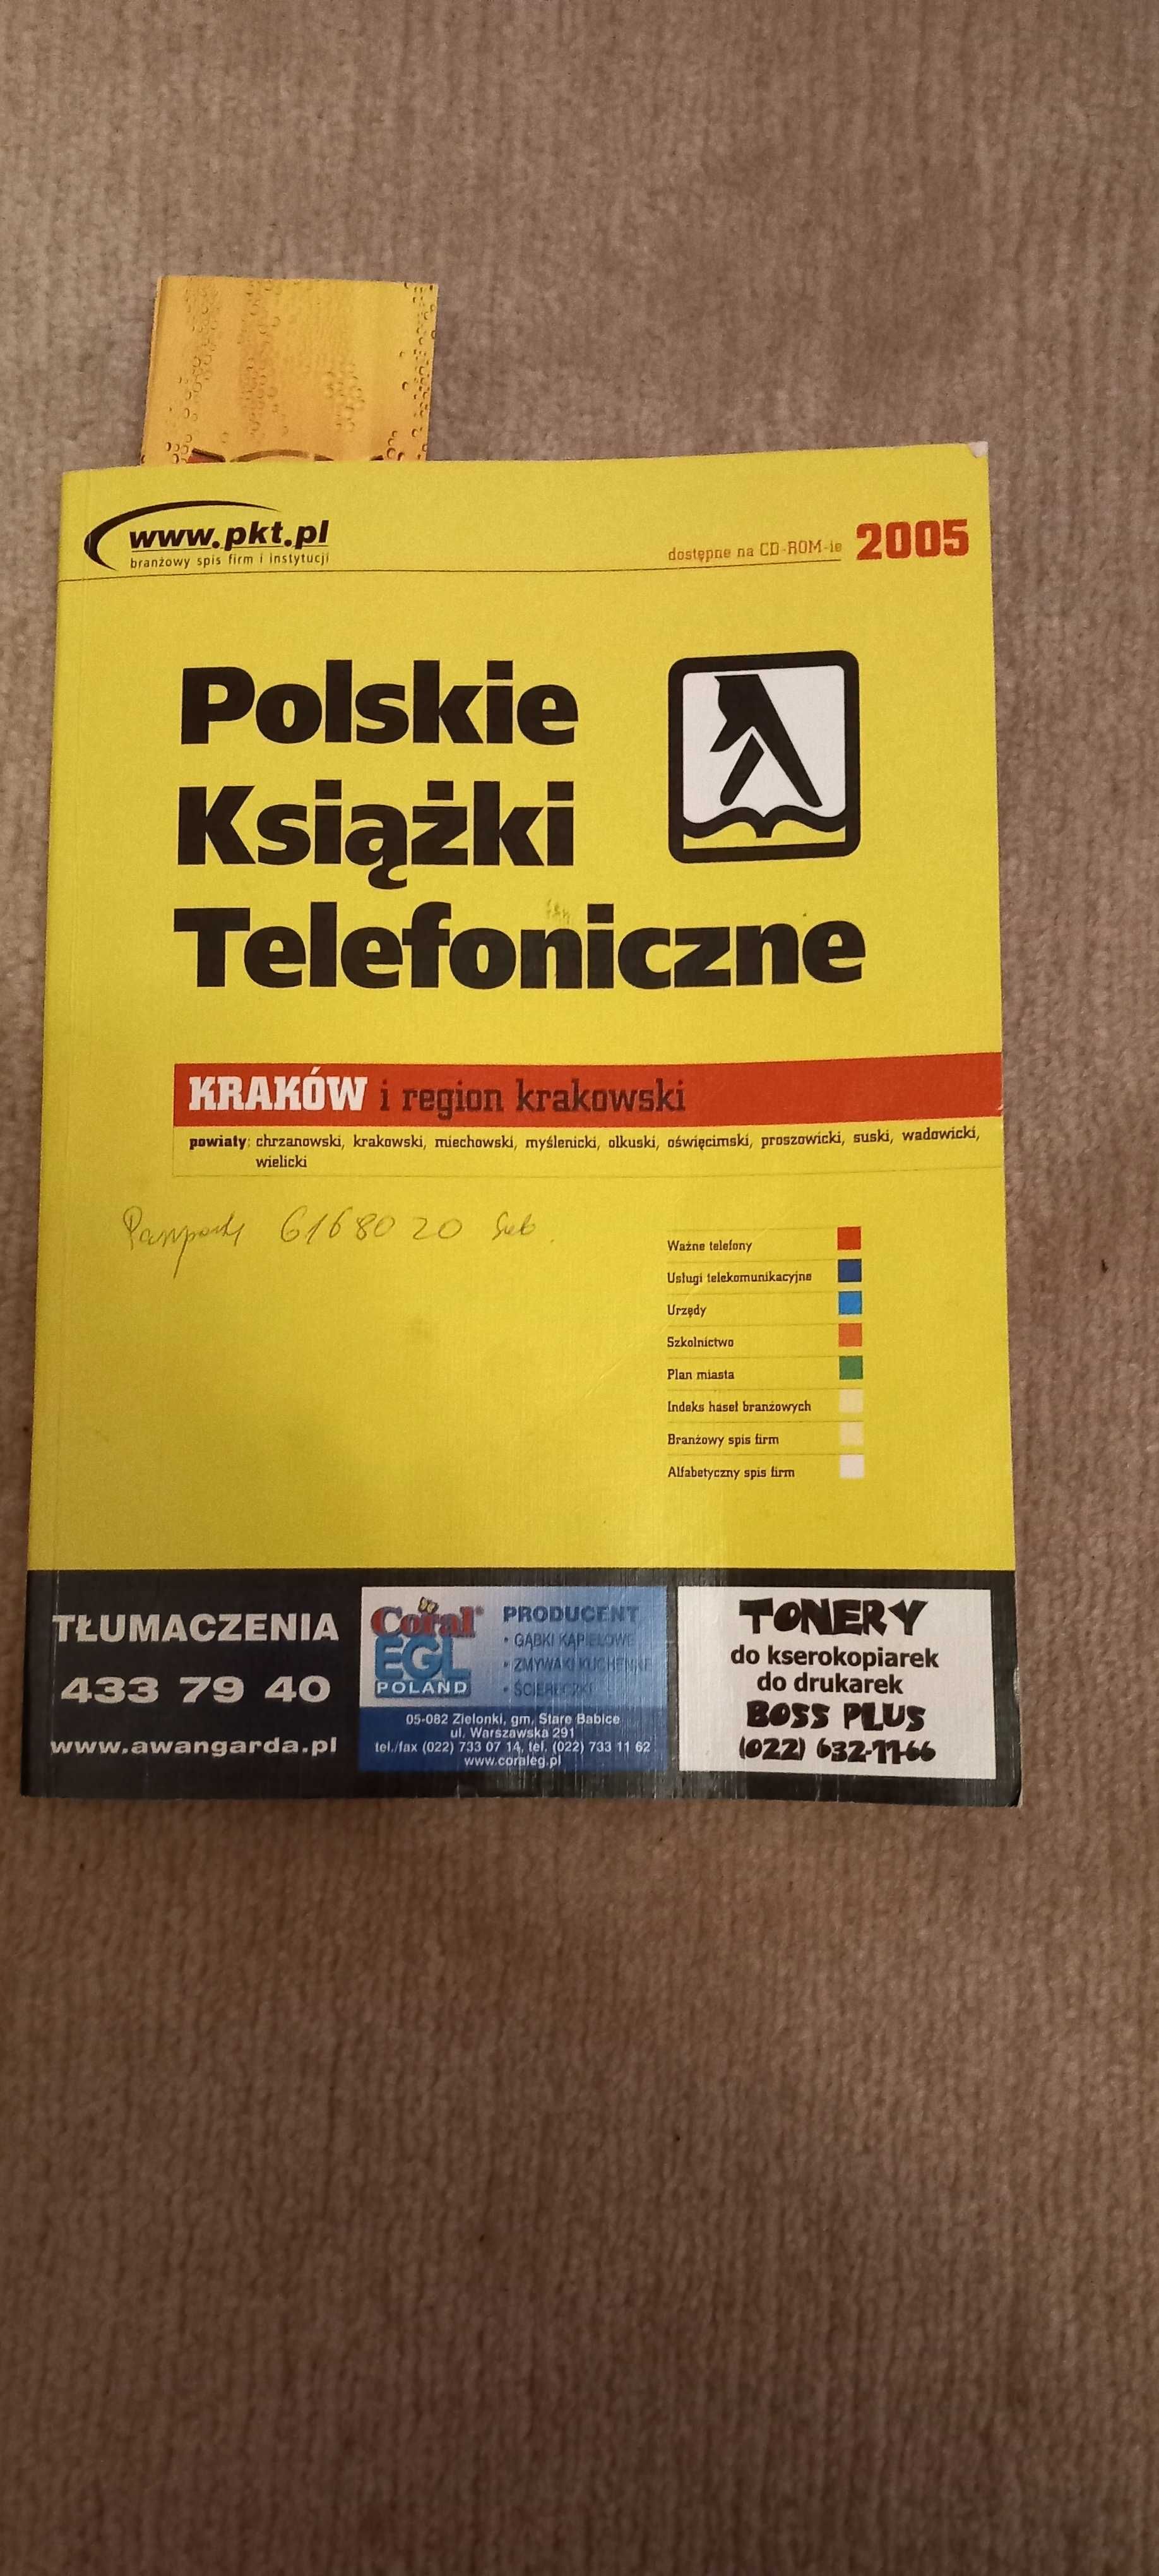 www.pkt.pl
branżowy spis firm i instytucji
dostępne na CD-ROM-ie 2005
Polskie
Książki
Telefoniczne
KRAKÓW i region krakowski
powiaty: chrzanowski, krakowski, miechowski, myślenicki, olkuski, oświęcimski, proszowicki, suski, wadowicki,
wielicki
6168020
Ważne telefony
Usługi telekomunikacyjne
Urzędy
Szkolnictwo
Plan miasta
Indeks haseł branżowych
Branżowy spis firm
Alfabetyczny spis firm
TŁUMACZENIA
433 79 40
www.awangarda.pl
Coral®
EGL
POLAND
PRODUCENT
• GĄBKI KĄPIELOWE
• ZMYWAKI KUCHENNE
• ŚCIERECZKI
05-082 Zielonki, gm. Stare Babice
ul. Warszawska 291
tel./fax (022) 733 07 14, tel. (022) 733 11 62
www.coraleg.pl
TONERY
do kserokopiarek
do drukarek
BOSS PLUS
(022) 632-11-66